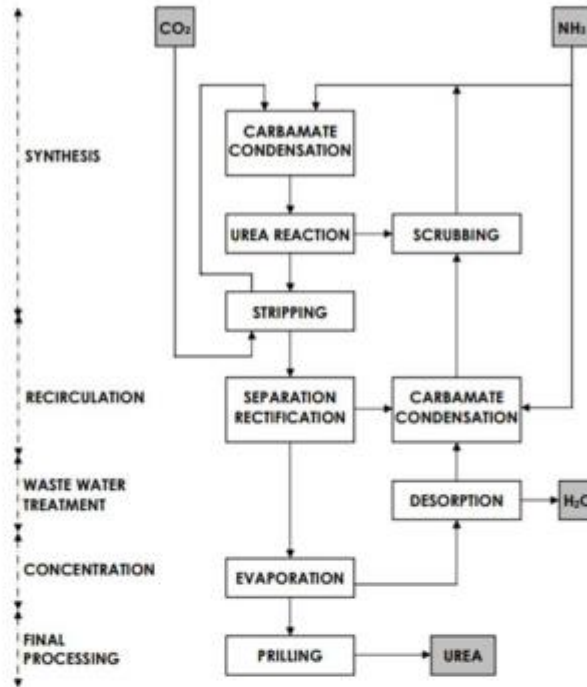 CO₂
NH₃
CARBAMATE
CONDENSATION
SYNTHESIS
UREA REACTION
SCRUBBING
STRIPPING
RECIRCULATION
SEPARATION
RECTIFICATION
CARBAMATE
CONDENSATION
WASTE WATER
TREATMENT
DESORPTION
H₂O
CONCENTRATION
EVAPORATION
FINAL
PROCESSING
PRILLING
UREA